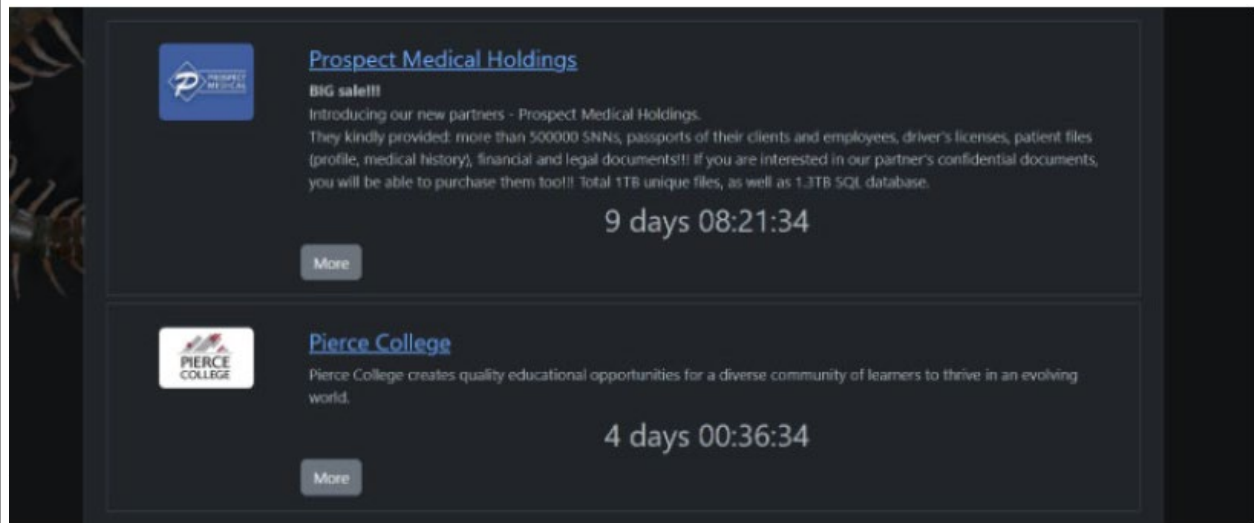 PROSPECT
MEDICAL
Prospect Medical Holdings
BIG sale!!!
Introducing our new partners - Prospect Medical Holdings.
They kindly provided: more than 500000 SNNs, passports of their clients and employees, driver's licenses, patient files
(profile, medical history), financial and legal documents!!! If you are interested in our partner's confidential documents,
you will be able to purchase them too!!! Total 1TB unique files, as well as 1.3TB SQL database.
9 days 08:21:34
More
PIERCE
COLLEGE
Pierce College
Pierce College creates quality educational opportunities for a diverse community of learners to thrive in an evolving
world.
4 days 00:36:34
More